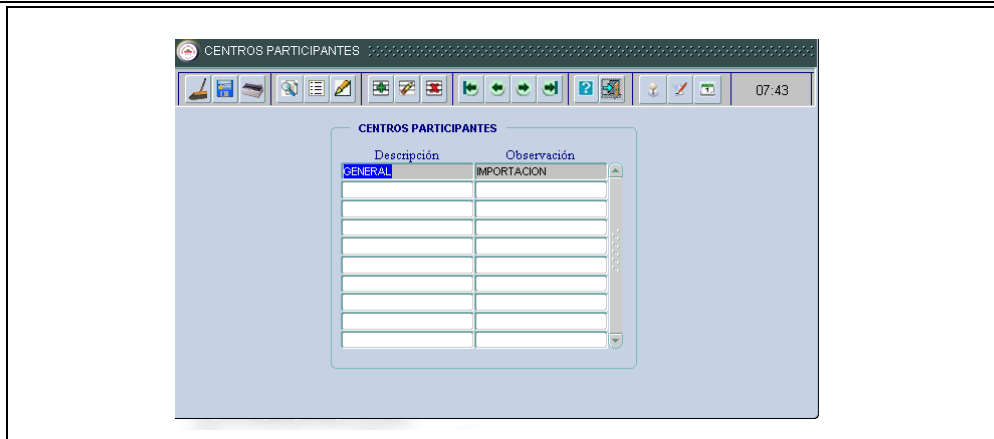 CENTROS PARTICIPANTES
07:43
CENTROS PARTICIPANTES
Descripción Observación
GENERAL IMPORTACION